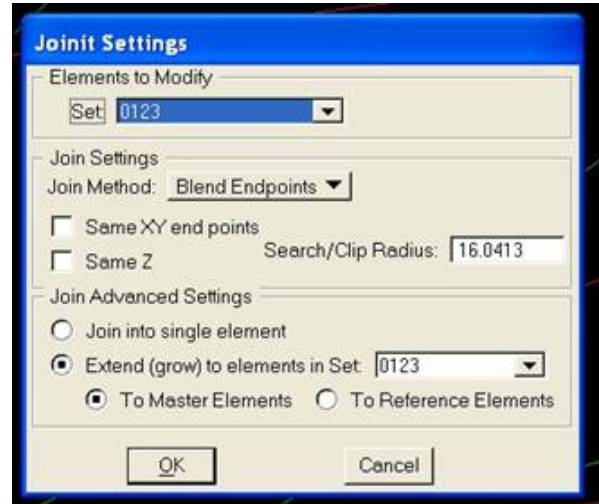 Joinit Settings
Elements to Modify
Set: 0123
Join Settings
Join Method: Blend Endpoints
Same XY end points
Same Z
Search/Clip Radius: 16.0413
Join Advanced Settings
Join into single element
Extend (grow) to elements in Set: 0123
To Master Elements To Reference Elements
OK Cancel